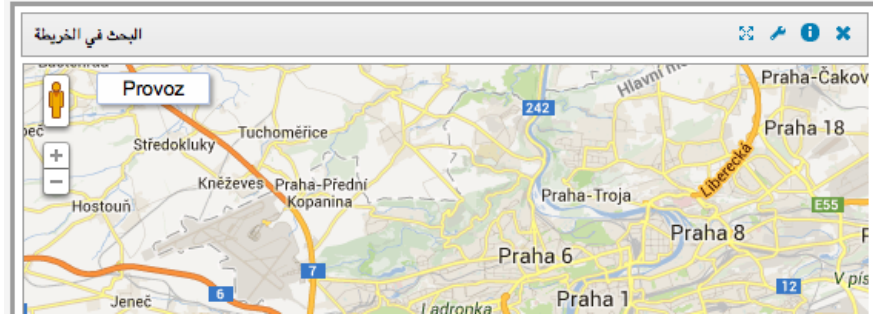 البحث في الخريطة
Provoz
Hlavní
Praha-Čakov
242
Praha 18
Tuchoměřice
Středokluky
Liberecká
Kněževes
Praha-Přední
Kopanina
Praha-Troja
Hostouň
E55
Praha 8
Praha 6
7
6
12
V pís
Jeneč
Ladronka
Praha 1